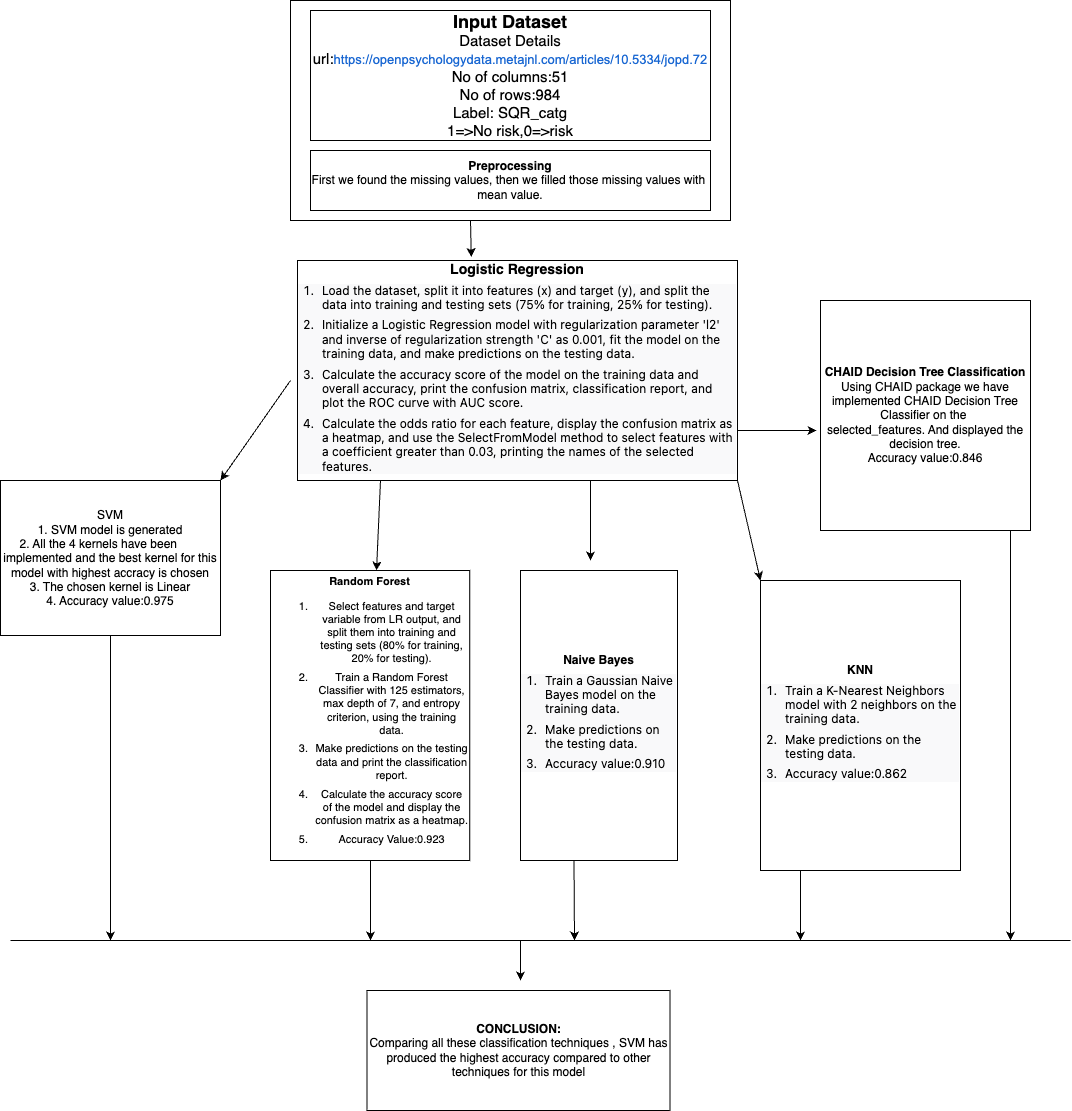 Input Dataset
Dataset Details
url:https://openpsychologydata.metajnl.com/articles/10.5334/jopd.72
No of columns:51
No of rows:984
Label: SQR_catg
1=>No risk,0=>risk
Preprocessing
First we found the missing values, then we filled those missing values with
mean value.
Logistic Regression
1. Load the dataset, split it into features (x) and target (y), and split the
data into training and testing sets (75% for training, 25% for testing).
2. Initialize a Logistic Regression model with regularization parameter 'l2'
and inverse of regularization strength 'C' as 0.001, fit the model on the
training data, and make predictions on the testing data.
3. Calculate the accuracy score of the model on the training data and
overall accuracy, print the confusion matrix, classification report, and
plot the ROC curve with AUC score.
4. Calculate the odds ratio for each feature, display the confusion matrix as
a heatmap, and use the SelectFromModel method to select features with
a coefficient greater than 0.03, printing the names of the selected
features.
CHAID Decision Tree Classification
Using CHAID package we have
implemented CHAID Decision Tree
Classifier on the
selected_features. And displayed the
decision tree.
Accuracy value:0.846
SVM
1. SVM model is generated
2. All the 4 kernels have been
implemented and the best kernel for this
model with highest accracy is chosen
3. The chosen kernel is Linear
4. Accuracy value:0.975
Random Forest
1. Select features and target
variable from LR output, and
split them into training and
testing sets (80% for training,
20% for testing).
2. Train a Random Forest
Classifier with 125 estimators,
max depth of 7, and entropy
criterion, using the training
data.
3. Make predictions on the testing
data and print the classification
report.
4. Calculate the accuracy score
of the model and display the
confusion matrix as a heatmap.
5. Accuracy Value:0.923
Naive Bayes
1. Train a Gaussian Naive
Bayes model on the
training data.
2. Make predictions on
the testing data.
3. Accuracy value:0.910
KNN
1. Train a K-Nearest Neighbors
model with 2 neighbors on the
training data.
2. Make predictions on the
testing data.
3. Accuracy value:0.862
CONCLUSION:
Comparing all these classification techniques , SVM has
produced the highest accuracy compared to other
techniques for this model